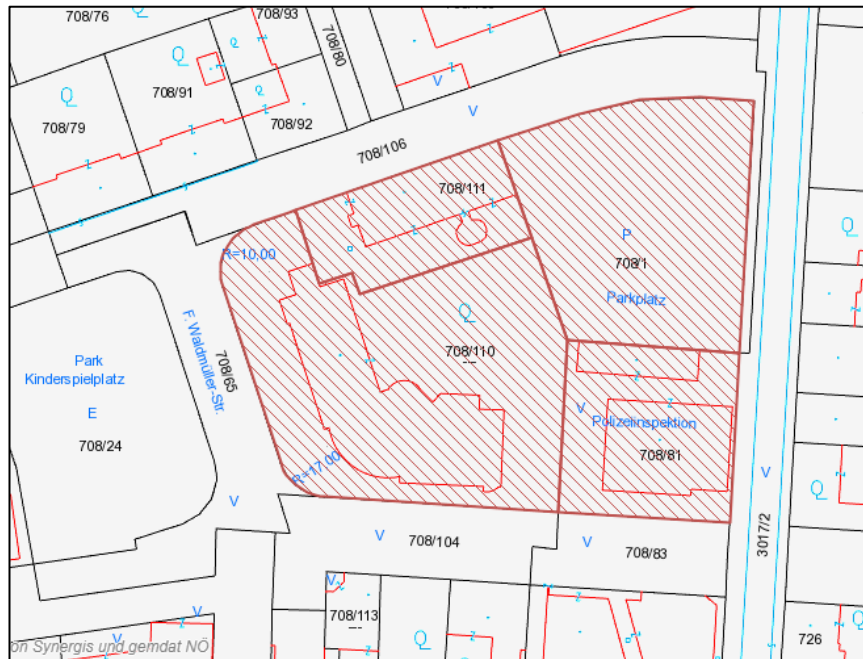 708/76
708/93
708/80
Q
Q
Q
Q
708/91
708/79
708/92
V
V
708/106
708/111
R=10,00
P
708/1
Parkplatz
Q
708/110
F. Waldmüller-Str.
708/65
Park
Kinderspielplatz
E
708/24
R=17,00
V
Polizeiinspektion
708/81
V
V
Q
Q
V
708/104
V
708/83
3017/2
V
708/113
Q
Q
726
V
V
on Synergis und gemdat NÖ